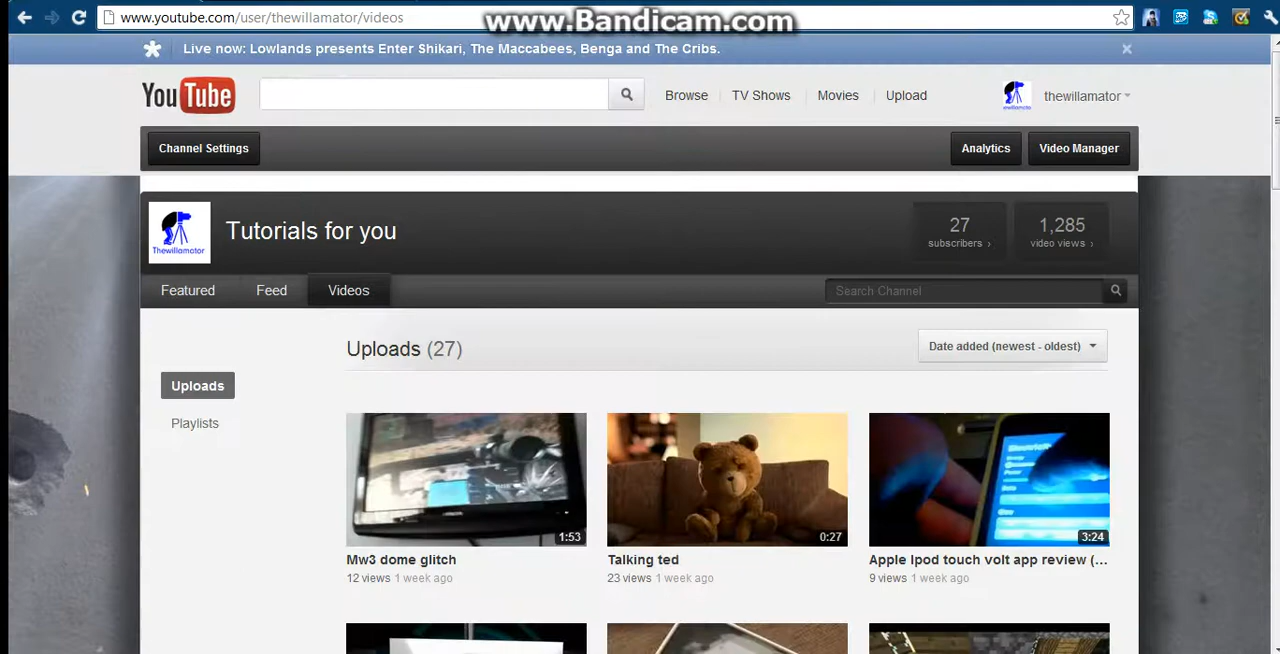 www.youtube.com/user/thewillamator/videos
www.Bandicam.com
Live now: Lowlands presents Enter Shikari, The Maccabees, Benga and The Cribs.
YouTube
Browse
TV Shows
Movies
Upload
thewillamator
Channel Settings
Analytics
Video Manager
Thewillamator
Tutorials for you
27
subscribers ›
1,285
video views ›
Featured
Feed
Videos
Search Channel
Uploads (27)
Date added (newest - oldest)
Uploads
Playlists
1:53
0:27
3:24
Mw3 dome glitch
Talking ted
Apple Ipod touch volt app review (...
12 views 1 week ago
23 views 1 week ago
9 views 1 week ago